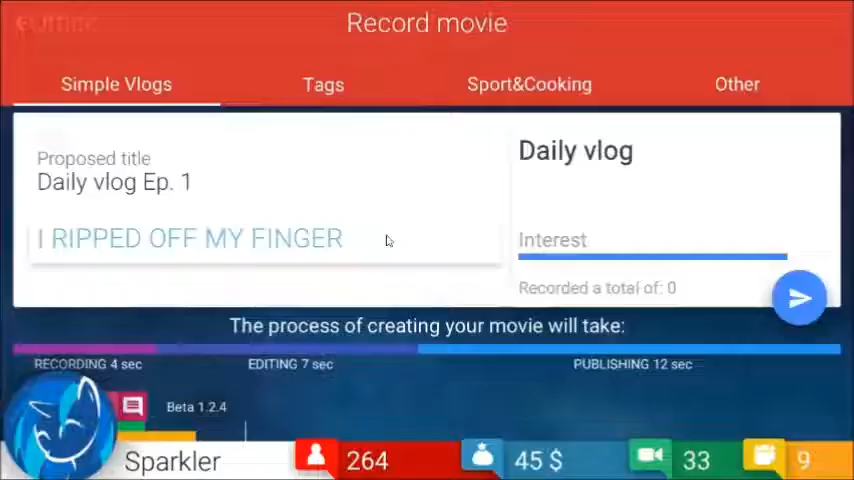 Record movie
Simple Vlogs Tags Sport&Cooking Other
Proposed title
Daily vlog Ep. 1
I RIPPED OFF MY FINGER
Daily vlog
Interest
Recorded a total of: 0
The process of creating your movie will take:
RECORDING 4 sec EDITING 7 sec PUBLISHING 12 sec
Beta 1.2.4
Sparkler 264 45 $ 33 9